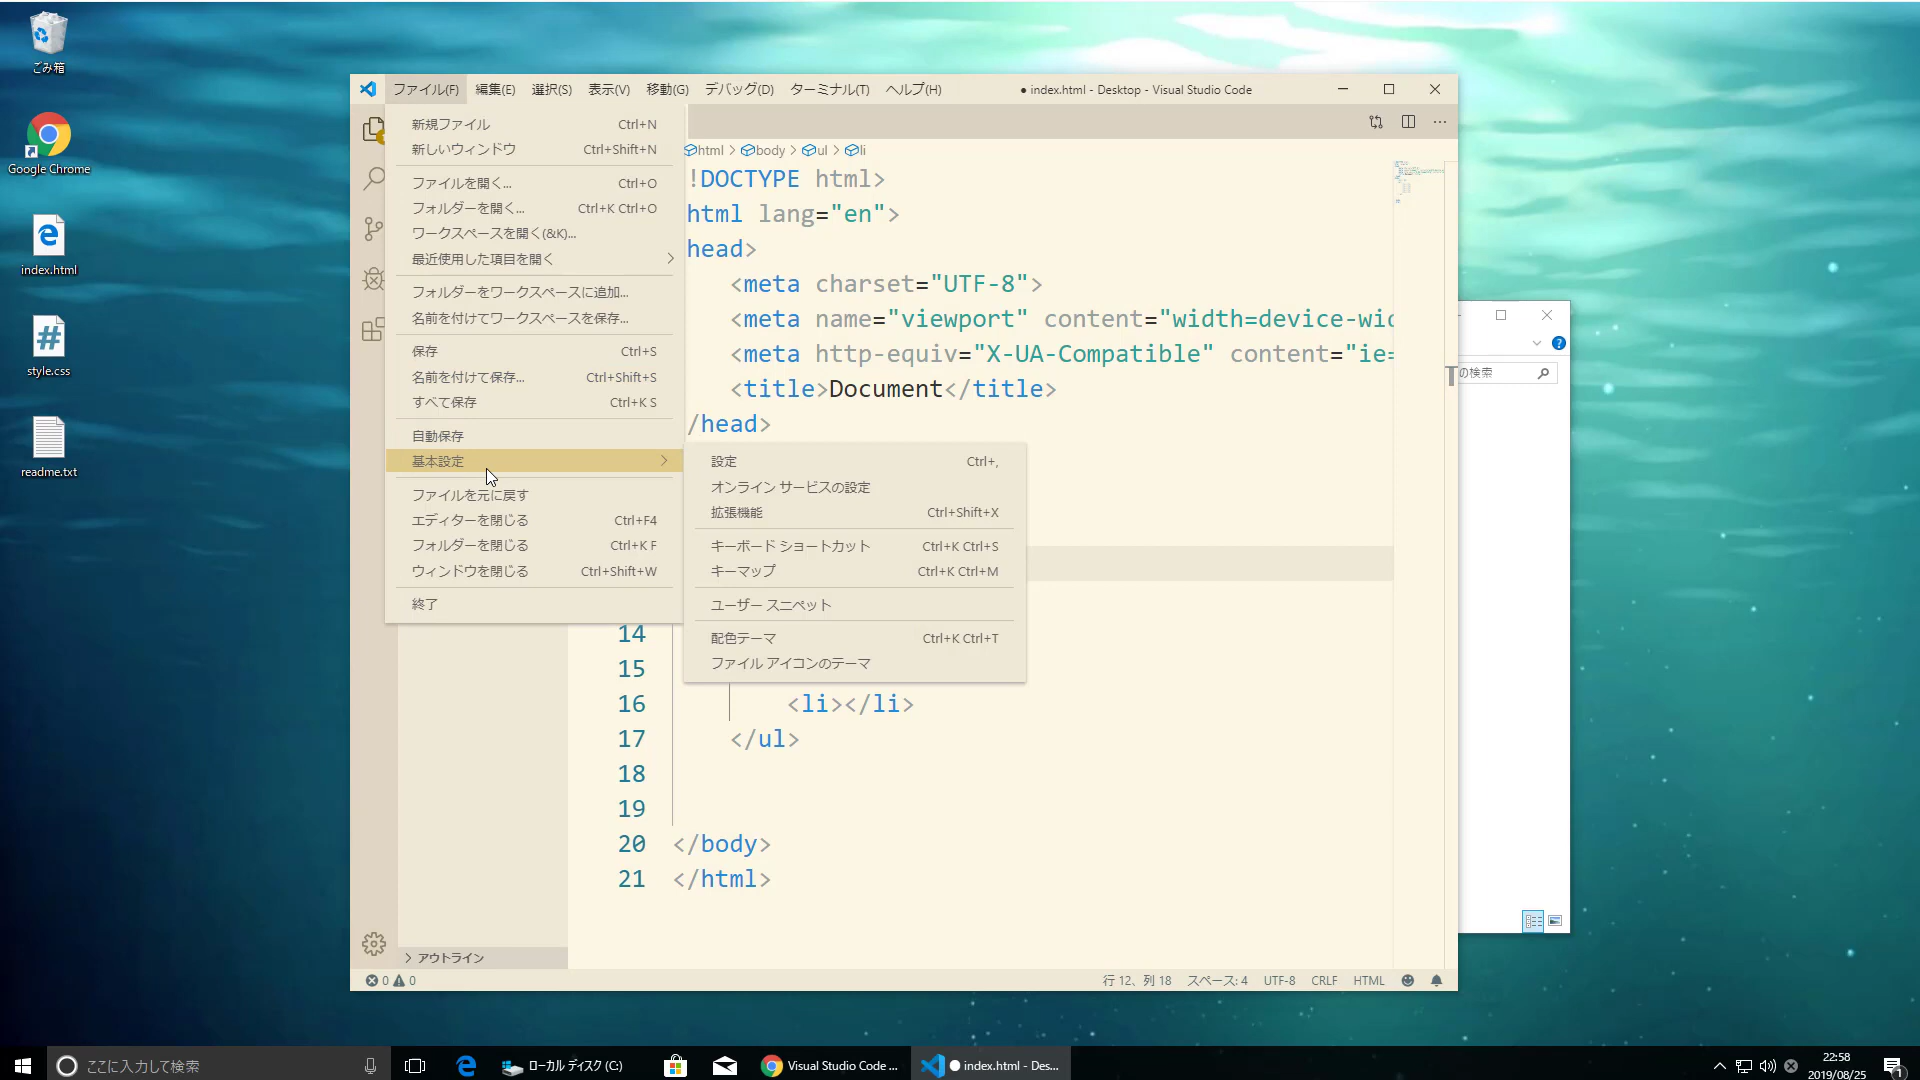 ごみ箱
Google Chrome
index.html
style.css
readme.txt
ファイル(F) 編集(E) 選択(S) 表示(V) 移動(G) デバッグ(D) ターミナル(T) ヘルプ(H) ● index.html - Desktop - Visual Studio Code
新規ファイル Ctrl+N
新しいウィンドウ Ctrl+Shift+N
ファイルを開く... Ctrl+O
フォルダーを開く... Ctrl+K Ctrl+O
ワークスペースを開く(&K)...
最近使用した項目を開く
フォルダーをワークスペースに追加...
名前を付けてワークスペースを保存...
保存 Ctrl+S
名前を付けて保存... Ctrl+Shift+S
すべて保存 Ctrl+K S
自動保存
基本設定
ファイルを元に戻す
エディターを閉じる Ctrl+F4
フォルダーを閉じる Ctrl+K F
ウィンドウを閉じる Ctrl+Shift+W
終了
設定 Ctrl+,
オンライン サービスの設定
拡張機能 Ctrl+Shift+X
キーボード ショートカット Ctrl+K Ctrl+S
キーマップ Ctrl+K Ctrl+M
ユーザー スニペット
配色テーマ Ctrl+K Ctrl+T
ファイル アイコンのテーマ
html > body > ul > li
!DOCTYPE html>
html lang="en">
head>
<meta charset="UTF-8">
<meta name="viewport" content="width=device-wid
<meta http-equiv="X-UA-Compatible" content="ie=
<title>Document</title>
/head>
14
15
16 <li></li>
17 </ul>
18
19
20 </body>
21 </html>
アウトライン
0 0 行 12、列 18 スペース: 4 UTF-8 CRLF HTML
の検索
ここに入力して検索
ローカル ディスク (C:)
Visual Studio Code ...
● index.html - Des...
22:58
2019/08/25
1